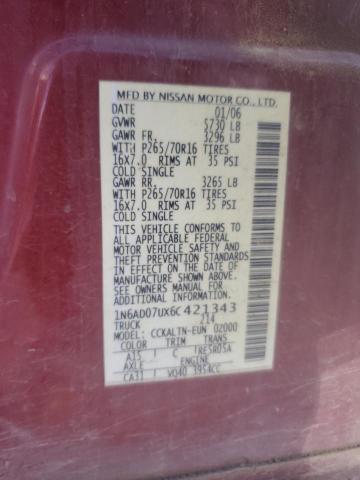 MFD BY NISSAN MOTOR CO., LTD.
DATE 01/06
GVWR 5730 LB
GAWR FR. 3296 LB
WITH P265/70R16 TIRES
16X7.0 RIMS AT 35 PSI
COLD SINGLE
GAWR RR. 3265 LB
WITH P265/70R16 TIRES
16X7.0 RIMS AT 35 PSI
COLD SINGLE
THIS VEHICLE CONFORMS TO
ALL APPLICABLE FEDERAL
MOTOR VEHICLE SAFETY AND
THEFT PREVENTION STANDARDS
IN EFFECT ON THE DATE OF
MANUFACTURE SHOWN ABOVE.
SEE OWNERS MANUAL FOR
ADDITIONAL INFORMATION.
1N6AD07UX6C421343
TRUCK 214
MODEL: CCKALTN-EUN 02000
COLOR TRIM TRANS
A15 C RE5R05A
AXLE ENGINE
CA31 VQ40 3954CC